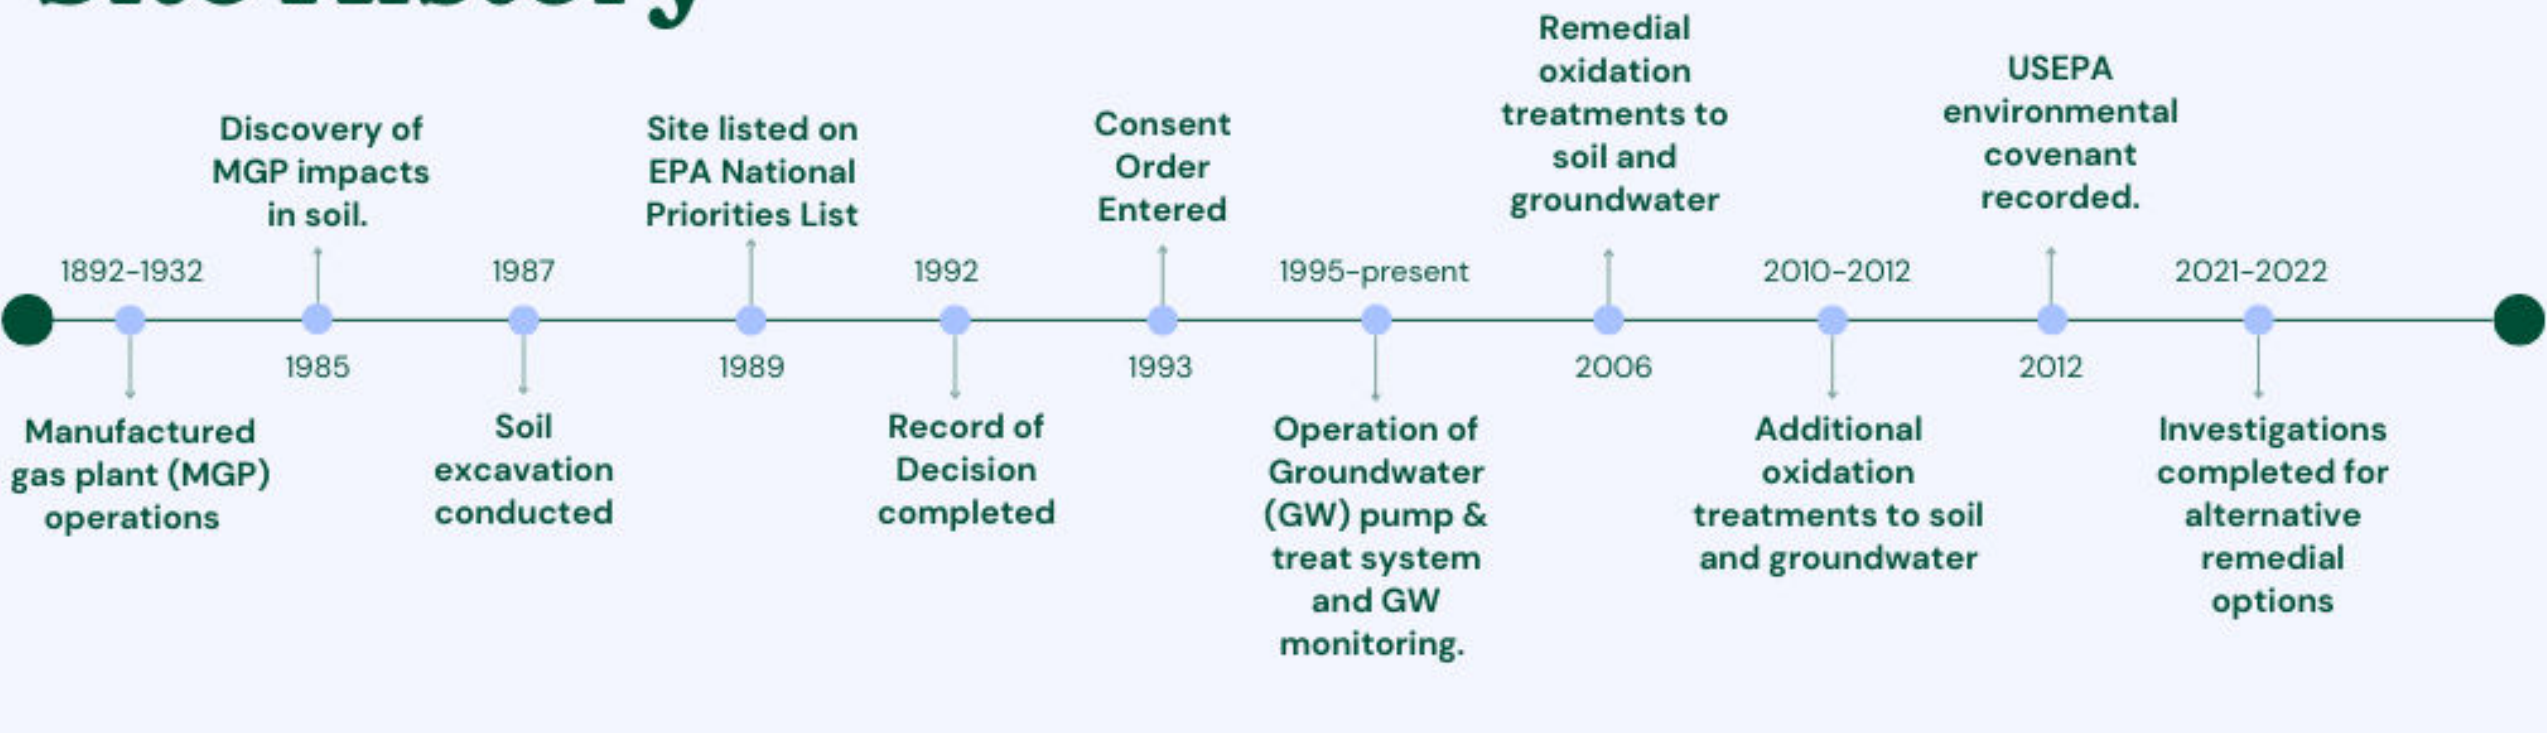 Site History
1892-1932
Manufactured
gas plant (MGP)
operations
Discovery of
MGP impacts
in soil.
1985
1987
Soil
excavation
conducted
Site listed on
EPA National
Priorities List
1989
1992
Record of
Decision
completed
Consent
Order
Entered
1993
1995-present
Operation of
Groundwater
(GW) pump &
treat system
and GW
monitoring.
Remedial
oxidation
treatments to
soil and
groundwater
2006
2010-2012
Additional
oxidation
treatments to soil
and groundwater
USEPA
environmental
covenant
recorded.
2012
2021-2022
Investigations
completed for
alternative
remedial
options